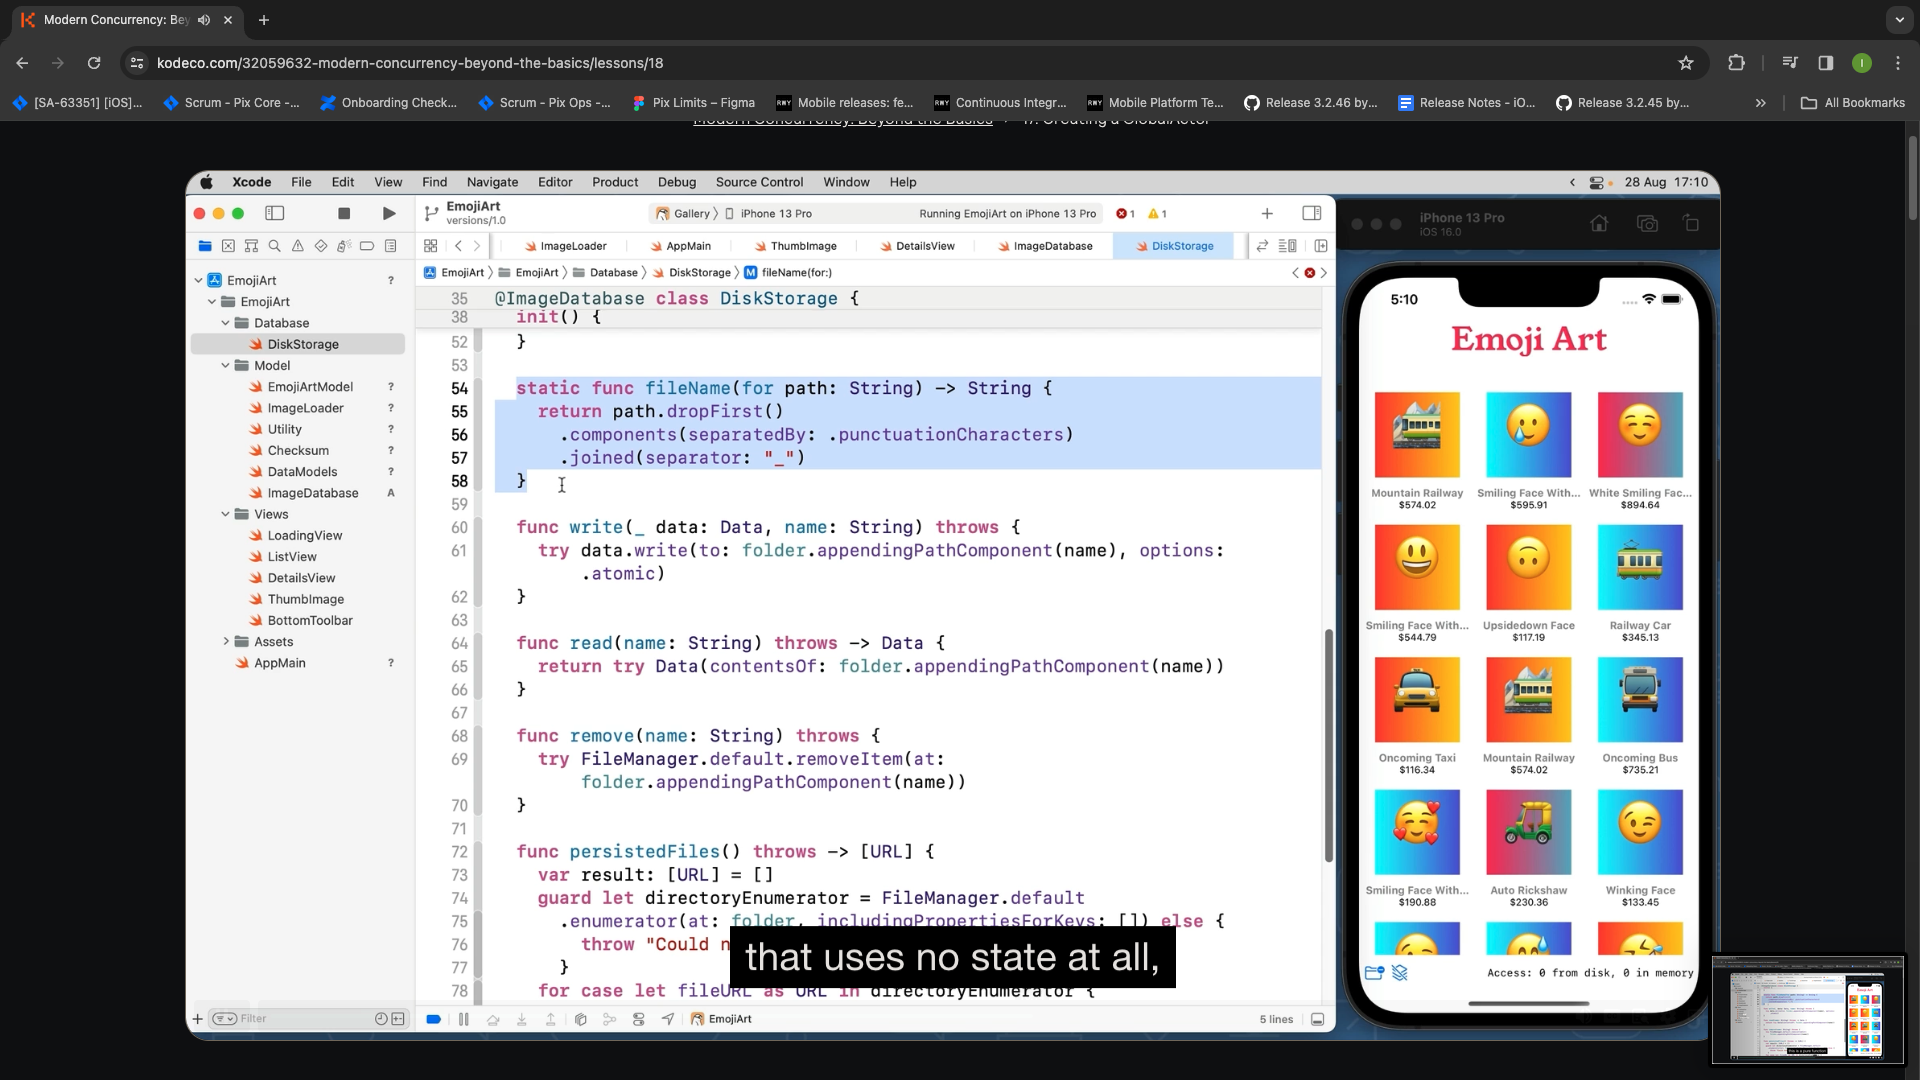 Modern Concurrency: Bey
kodeco.com/32059632-modern-concurrency-beyond-the-basics/lessons/18
I
[SA-63351] [iOS]...
Scrum - Pix Core -...
Onboarding Check...
Scrum - Pix Ops -...
Pix Limits – Figma
RWY Mobile releases: fe...
RWY Continuous Integr...
RWY Mobile Platform Te...
Release 3.2.46 by...
Release Notes - iO...
Release 3.2.45 by...
All Bookmarks
Modern Concurrency: Beyond the Basics 17. Creating a GlobalActor
Xcode File Edit View Find Navigate Editor Product Debug Source Control Window Help
28 Aug 17:10
EmojiArt
versions/1.0
Gallery iPhone 13 Pro
Running EmojiArt on iPhone 13 Pro
1 1
iPhone 13 Pro
iOS 16.0
ImageLoader AppMain ThumbImage DetailsView ImageDatabase DiskStorage
EmojiArt EmojiArt Database DiskStorage M fileName(for:)
EmojiArt ?
EmojiArt
Database
DiskStorage
Model
EmojiArtModel ?
ImageLoader ?
Utility ?
Checksum ?
DataModels ?
ImageDatabase A
Views
LoadingView
ListView
DetailsView
ThumbImage
BottomToolbar
Assets
AppMain ?
Filter
35 @ImageDatabase class DiskStorage {
38 init() {
52 }
53
54 static func fileName(for path: String) -> String {
55 return path.dropFirst()
56 .components(separatedBy: .punctuationCharacters)
57 .joined(separator: "_")
58 }
59
60 func write(_ data: Data, name: String) throws {
61 try data.write(to: folder.appendingPathComponent(name), options:
.atomic)
62 }
63
64 func read(name: String) throws -> Data {
65 return try Data(contentsOf: folder.appendingPathComponent(name))
66 }
67
68 func remove(name: String) throws {
69 try FileManager.default.removeItem(at:
folder.appendingPathComponent(name))
70 }
71
72 func persistedFiles() throws -> [URL] {
73 var result: [URL] = []
74 guard let directoryEnumerator = FileManager.default
75 .enumerator(at: folder, includingPropertiesForKeys: []) else {
76 throw "Could n
77 }
78 for case let fileURL as URL in directoryEnumerator {
that uses no state at all,
EmojiArt
5 lines
5:10
Emoji Art
Mountain Railway Smiling Face With... White Smiling Fac...
$574.02 $595.91 $894.64
Smiling Face With... Upsidedown Face Railway Car
$544.79 $117.19 $345.13
Oncoming Taxi Mountain Railway Oncoming Bus
$116.34 $574.02 $735.21
Smiling Face With... Auto Rickshaw Winking Face
$190.88 $230.36 $133.45
Access: 0 from disk, 0 in memory